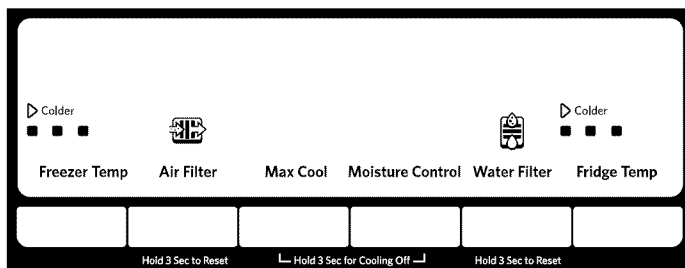 Colder
Colder
Freezer Temp
Air Filter
Max Cool
Moisture Control
Water Filter
Fridge Temp
Hold 3 Sec to Reset
Hold 3 Sec for Cooling Off
Hold 3 Sec to Reset